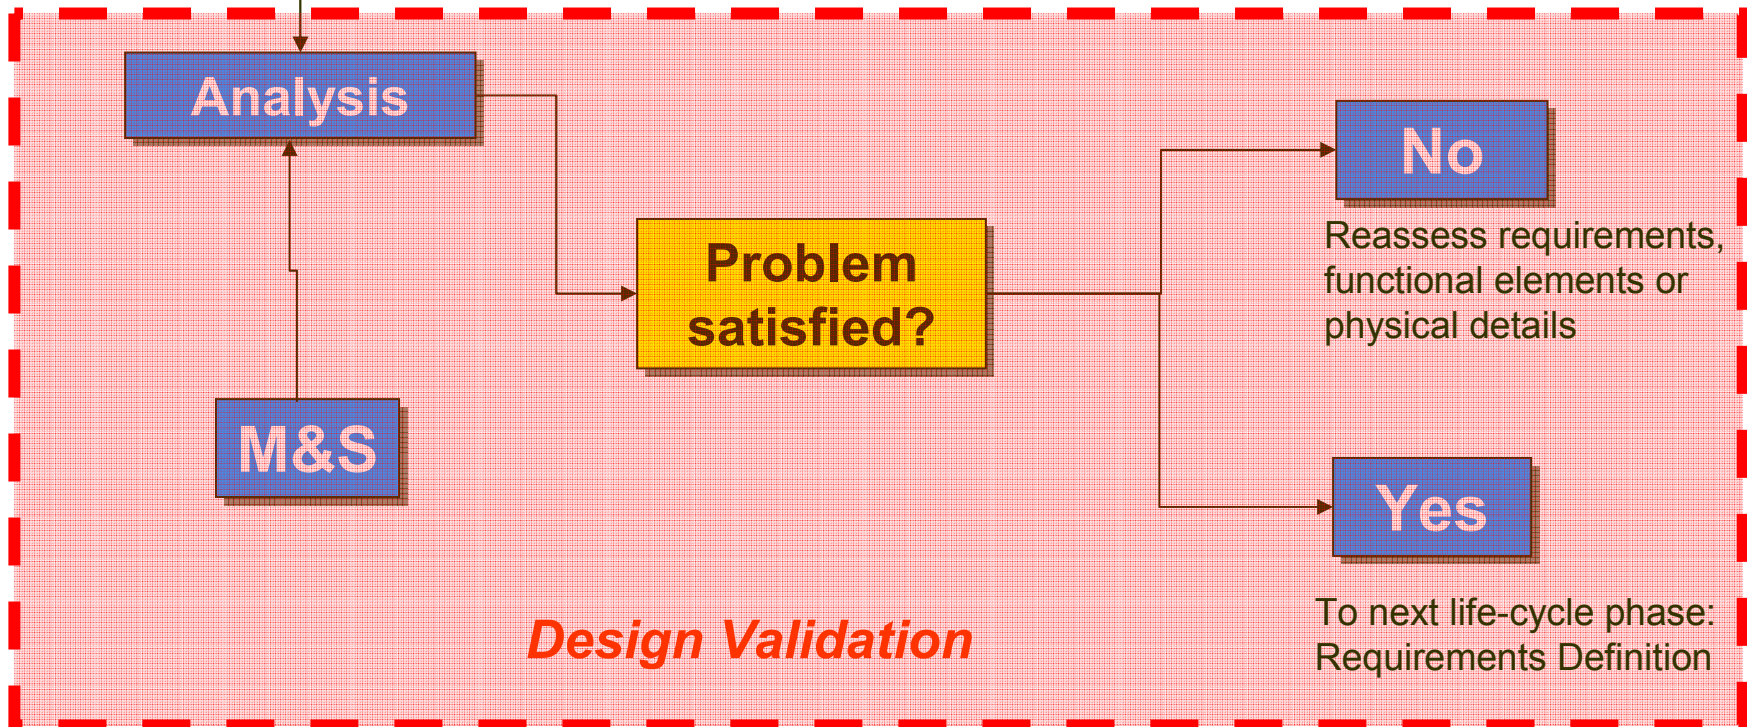 Analysis
No
Reassess requirements,
functional elements or
physical details
Problem
satisfied?
M&S
Yes
To next life-cycle phase:
Requirements Definition
Design Validation